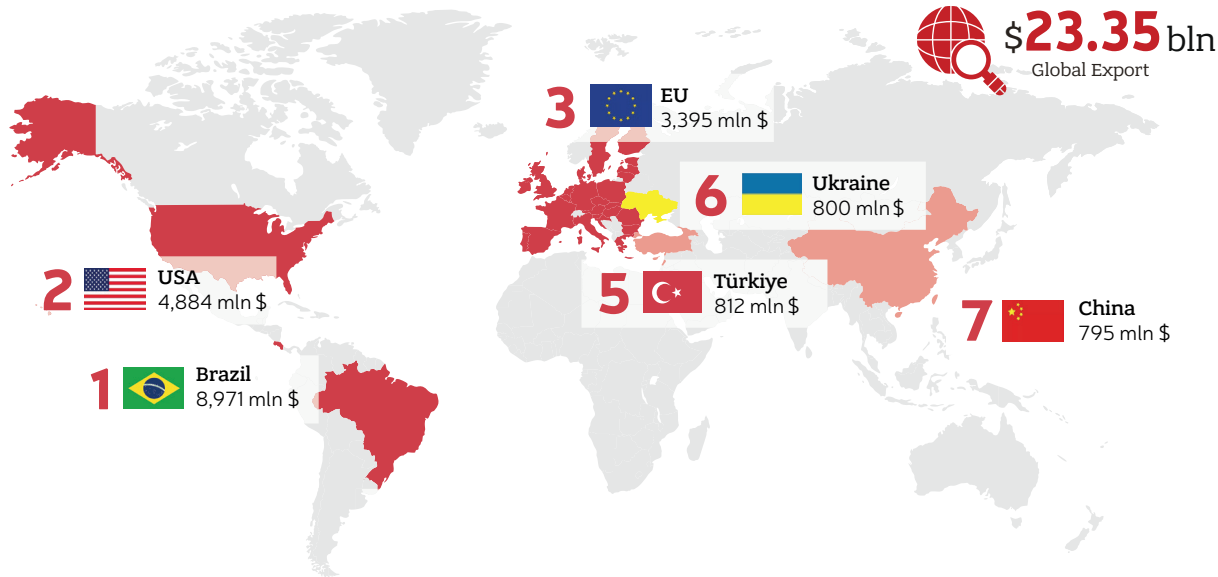 $23.35 bln
Global Export
3
EU
3,395 mln $
6
Ukraine
800 mln $
2
USA
4,884 mln $
5
Türkiye
812 mln $
7
China
795 mln $
1
Brazil
8,971 mln $